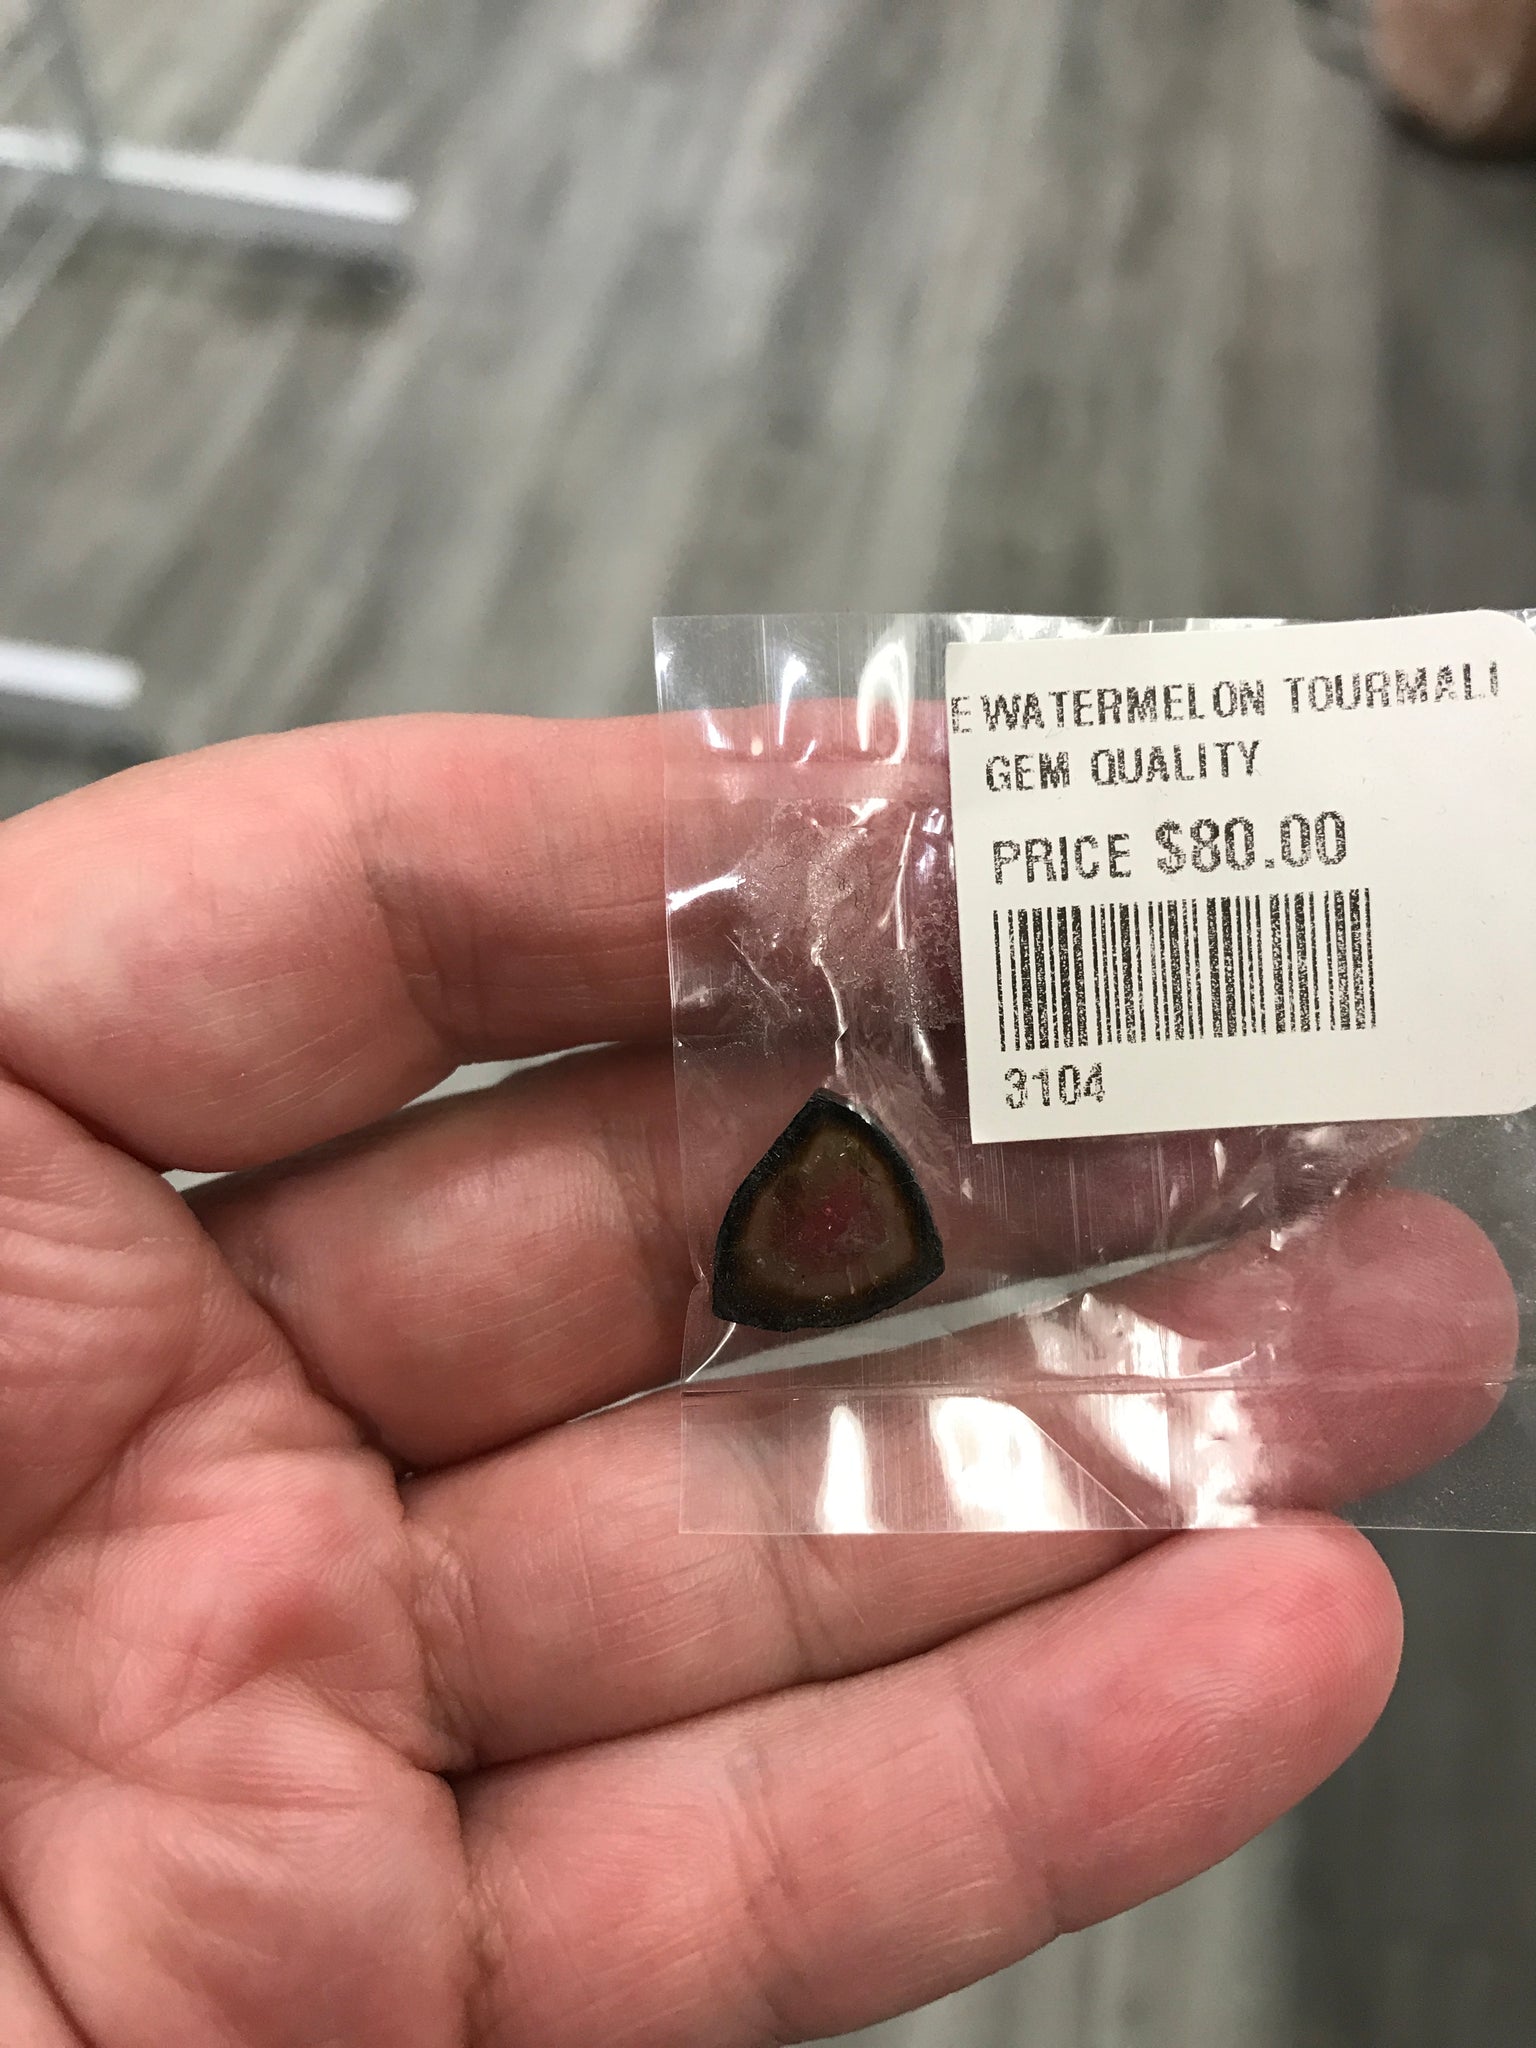 E WATERMELON TOURMALI
GEM QUALITY
PRICE $80.00
3104